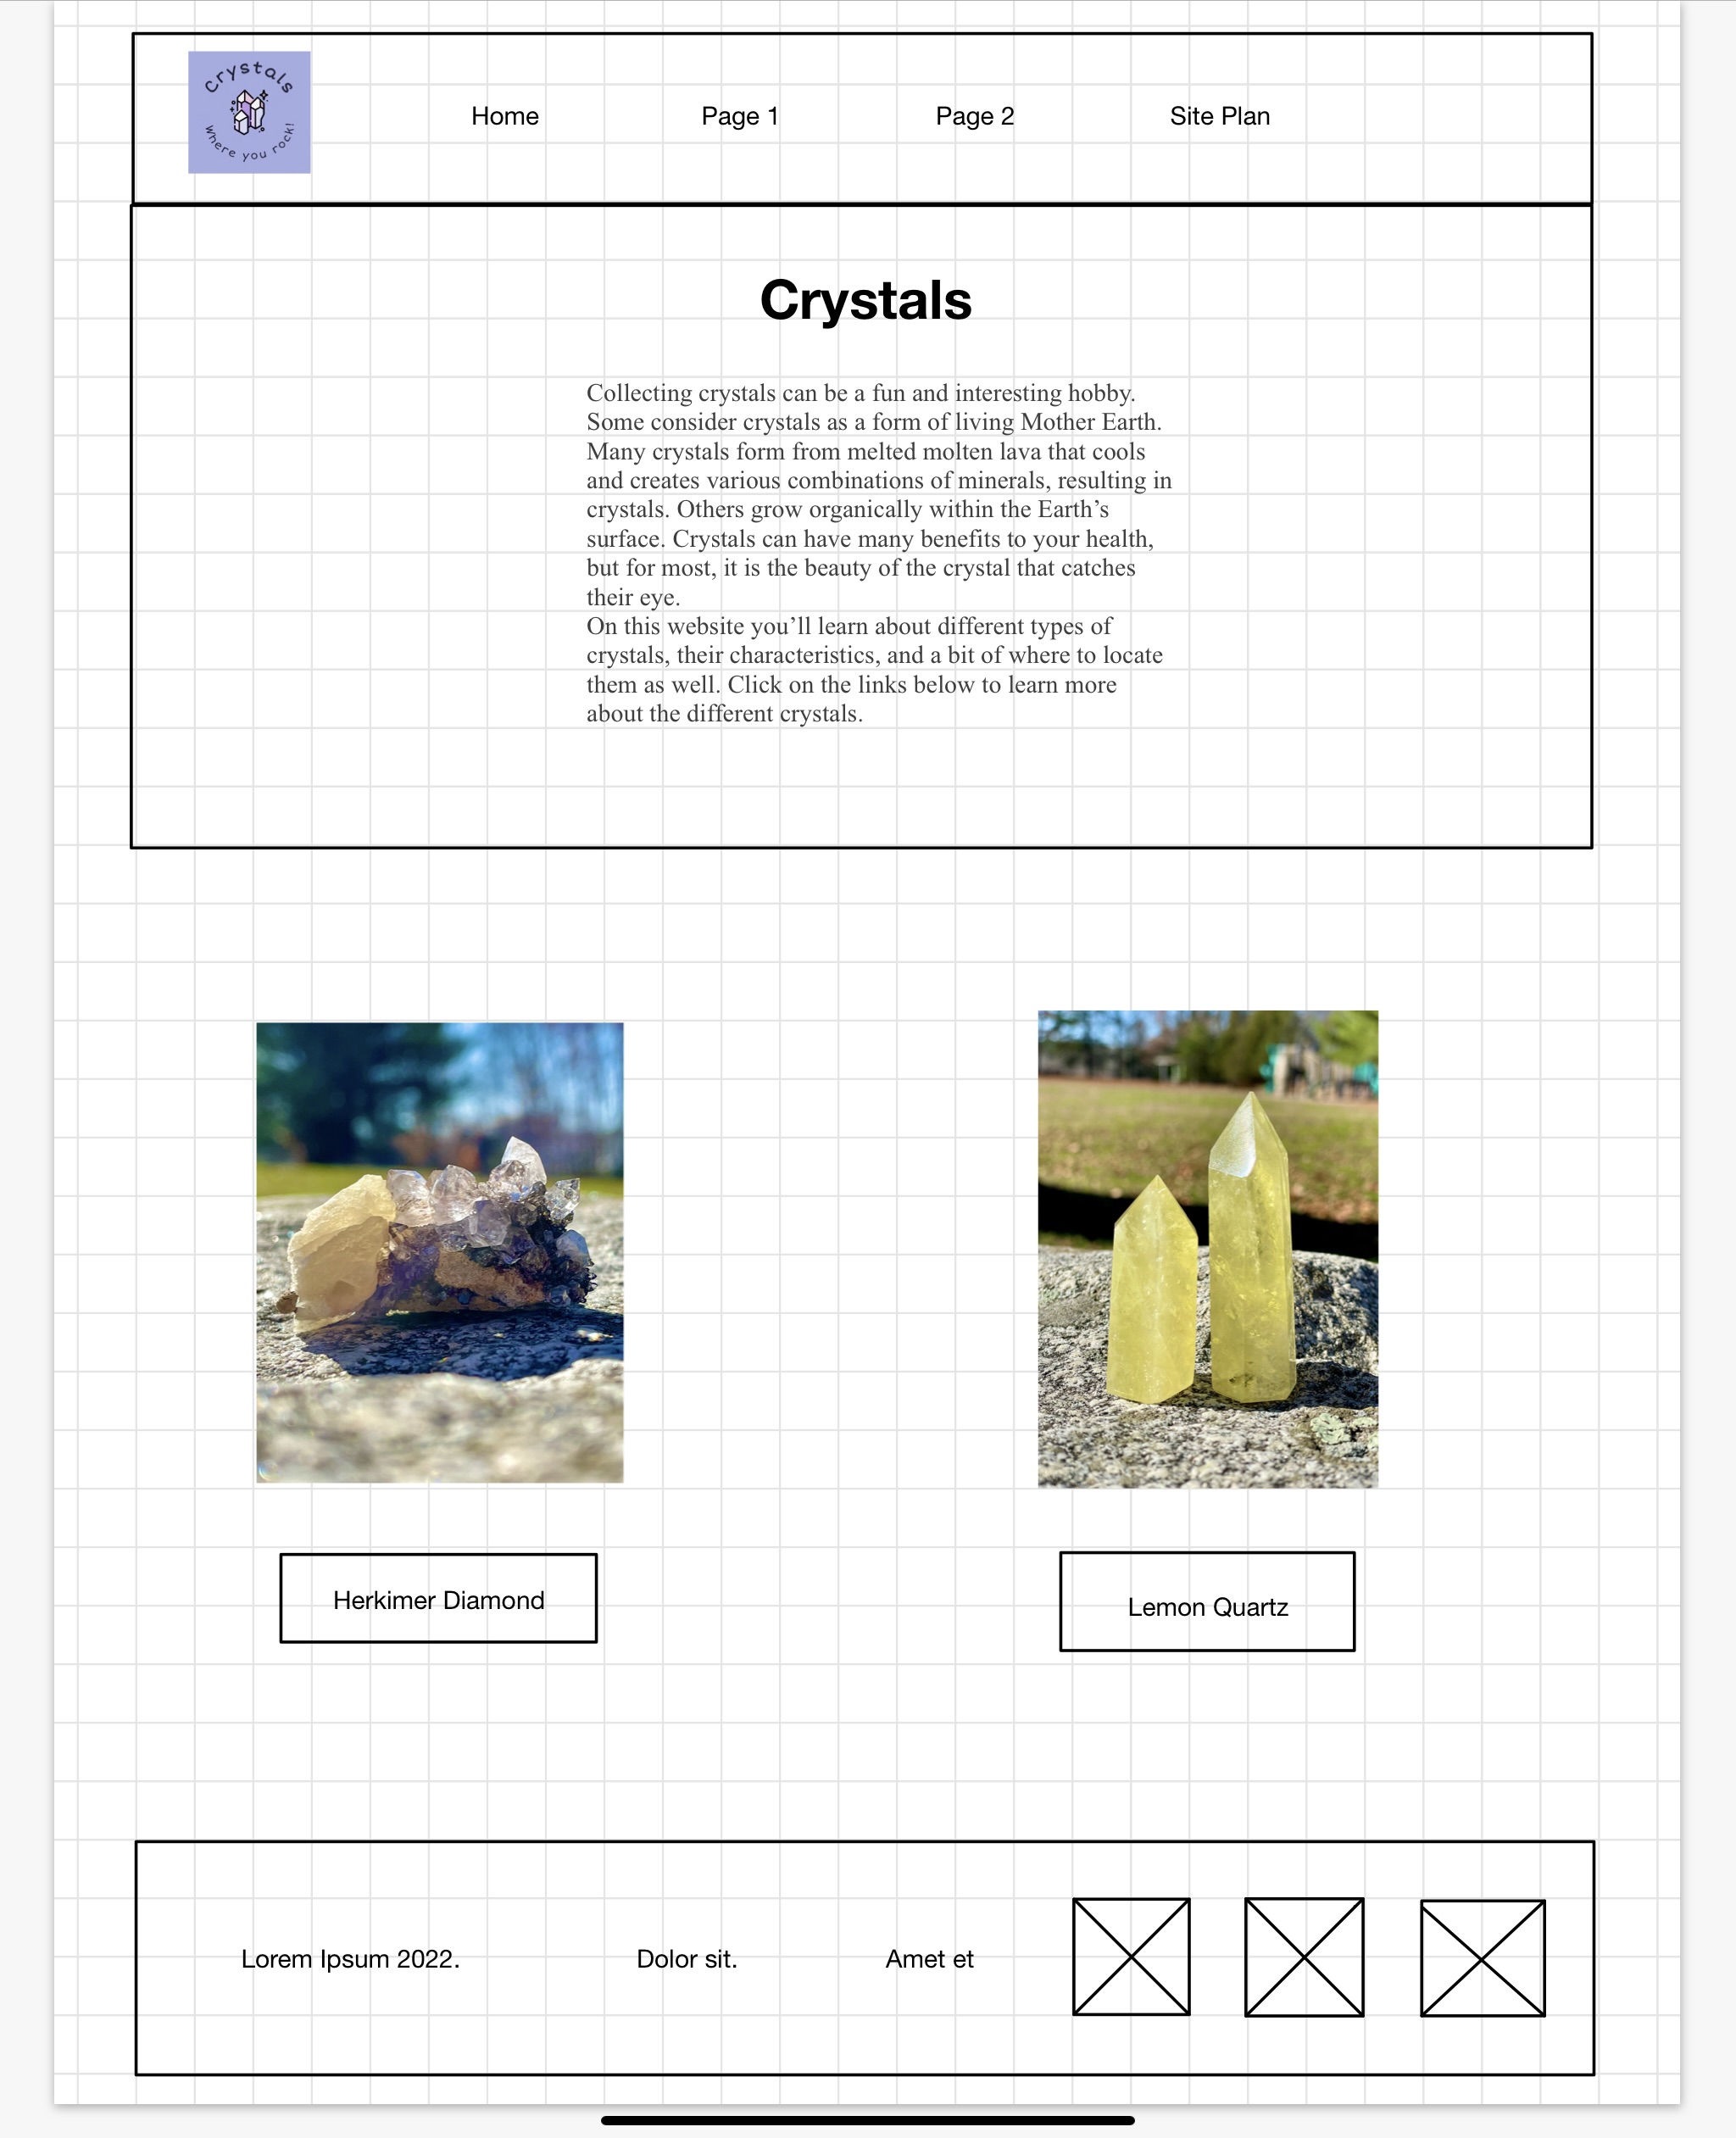 Crystals
Where you rock!
Home Page 1 Page 2 Site Plan
Crystals
Collecting crystals can be a fun and interesting hobby.
Some consider crystals as a form of living Mother Earth.
Many crystals form from melted molten lava that cools
and creates various combinations of minerals, resulting in
crystals. Others grow organically within the Earth’s
surface. Crystals can have many benefits to your health,
but for most, it is the beauty of the crystal that catches
their eye.
On this website you’ll learn about different types of
crystals, their characteristics, and a bit of where to locate
them as well. Click on the links below to learn more
about the different crystals.
Herkimer Diamond
Lemon Quartz
Lorem Ipsum 2022. Dolor sit. Amet et